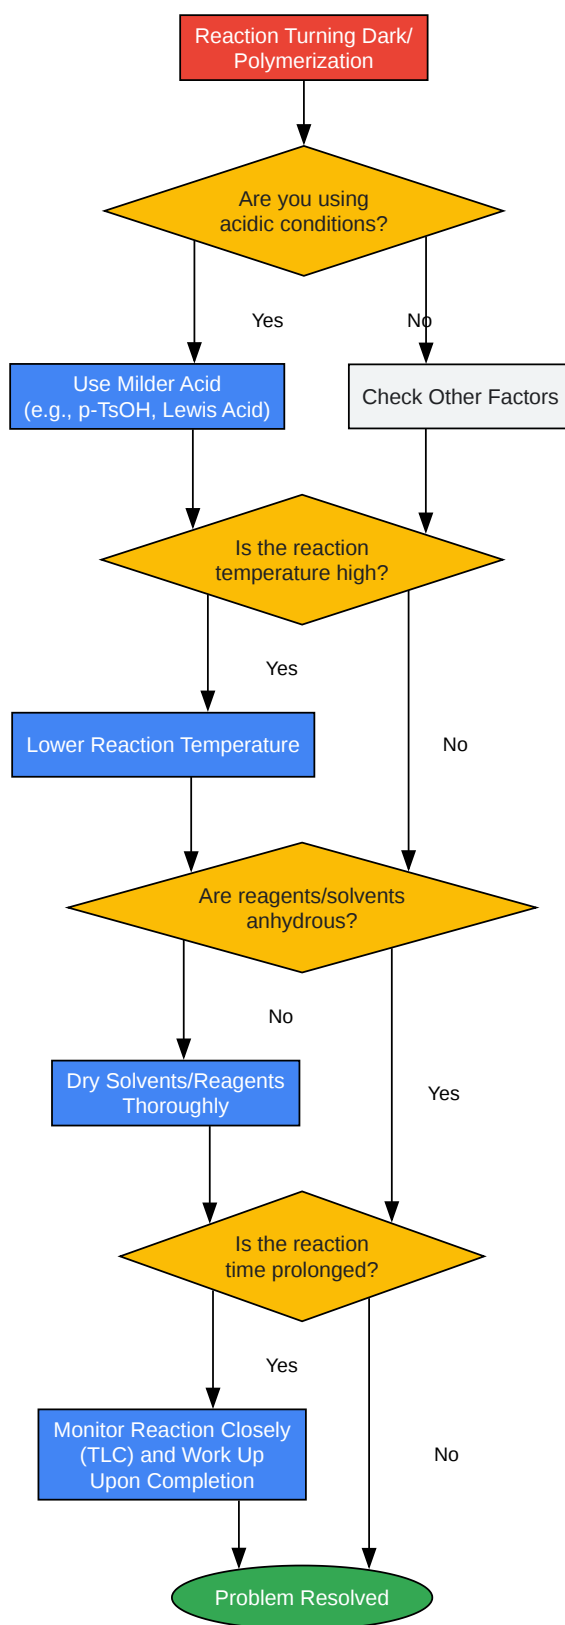 Reaction Turning Dark/
Polymerization
Are you using
acidic conditions?
Yes
No
Use Milder Acid
(e.g., p-TsOH, Lewis Acid)
Check Other Factors
Is the reaction
temperature high?
Yes
Lower Reaction Temperature
No
Are reagents/solvents
anhydrous?
No
Dry Solvents/Reagents
Thoroughly
Yes
Is the reaction
time prolonged?
Yes
Monitor Reaction Closely
(TLC) and Work Up
Upon Completion
No
Problem Resolved